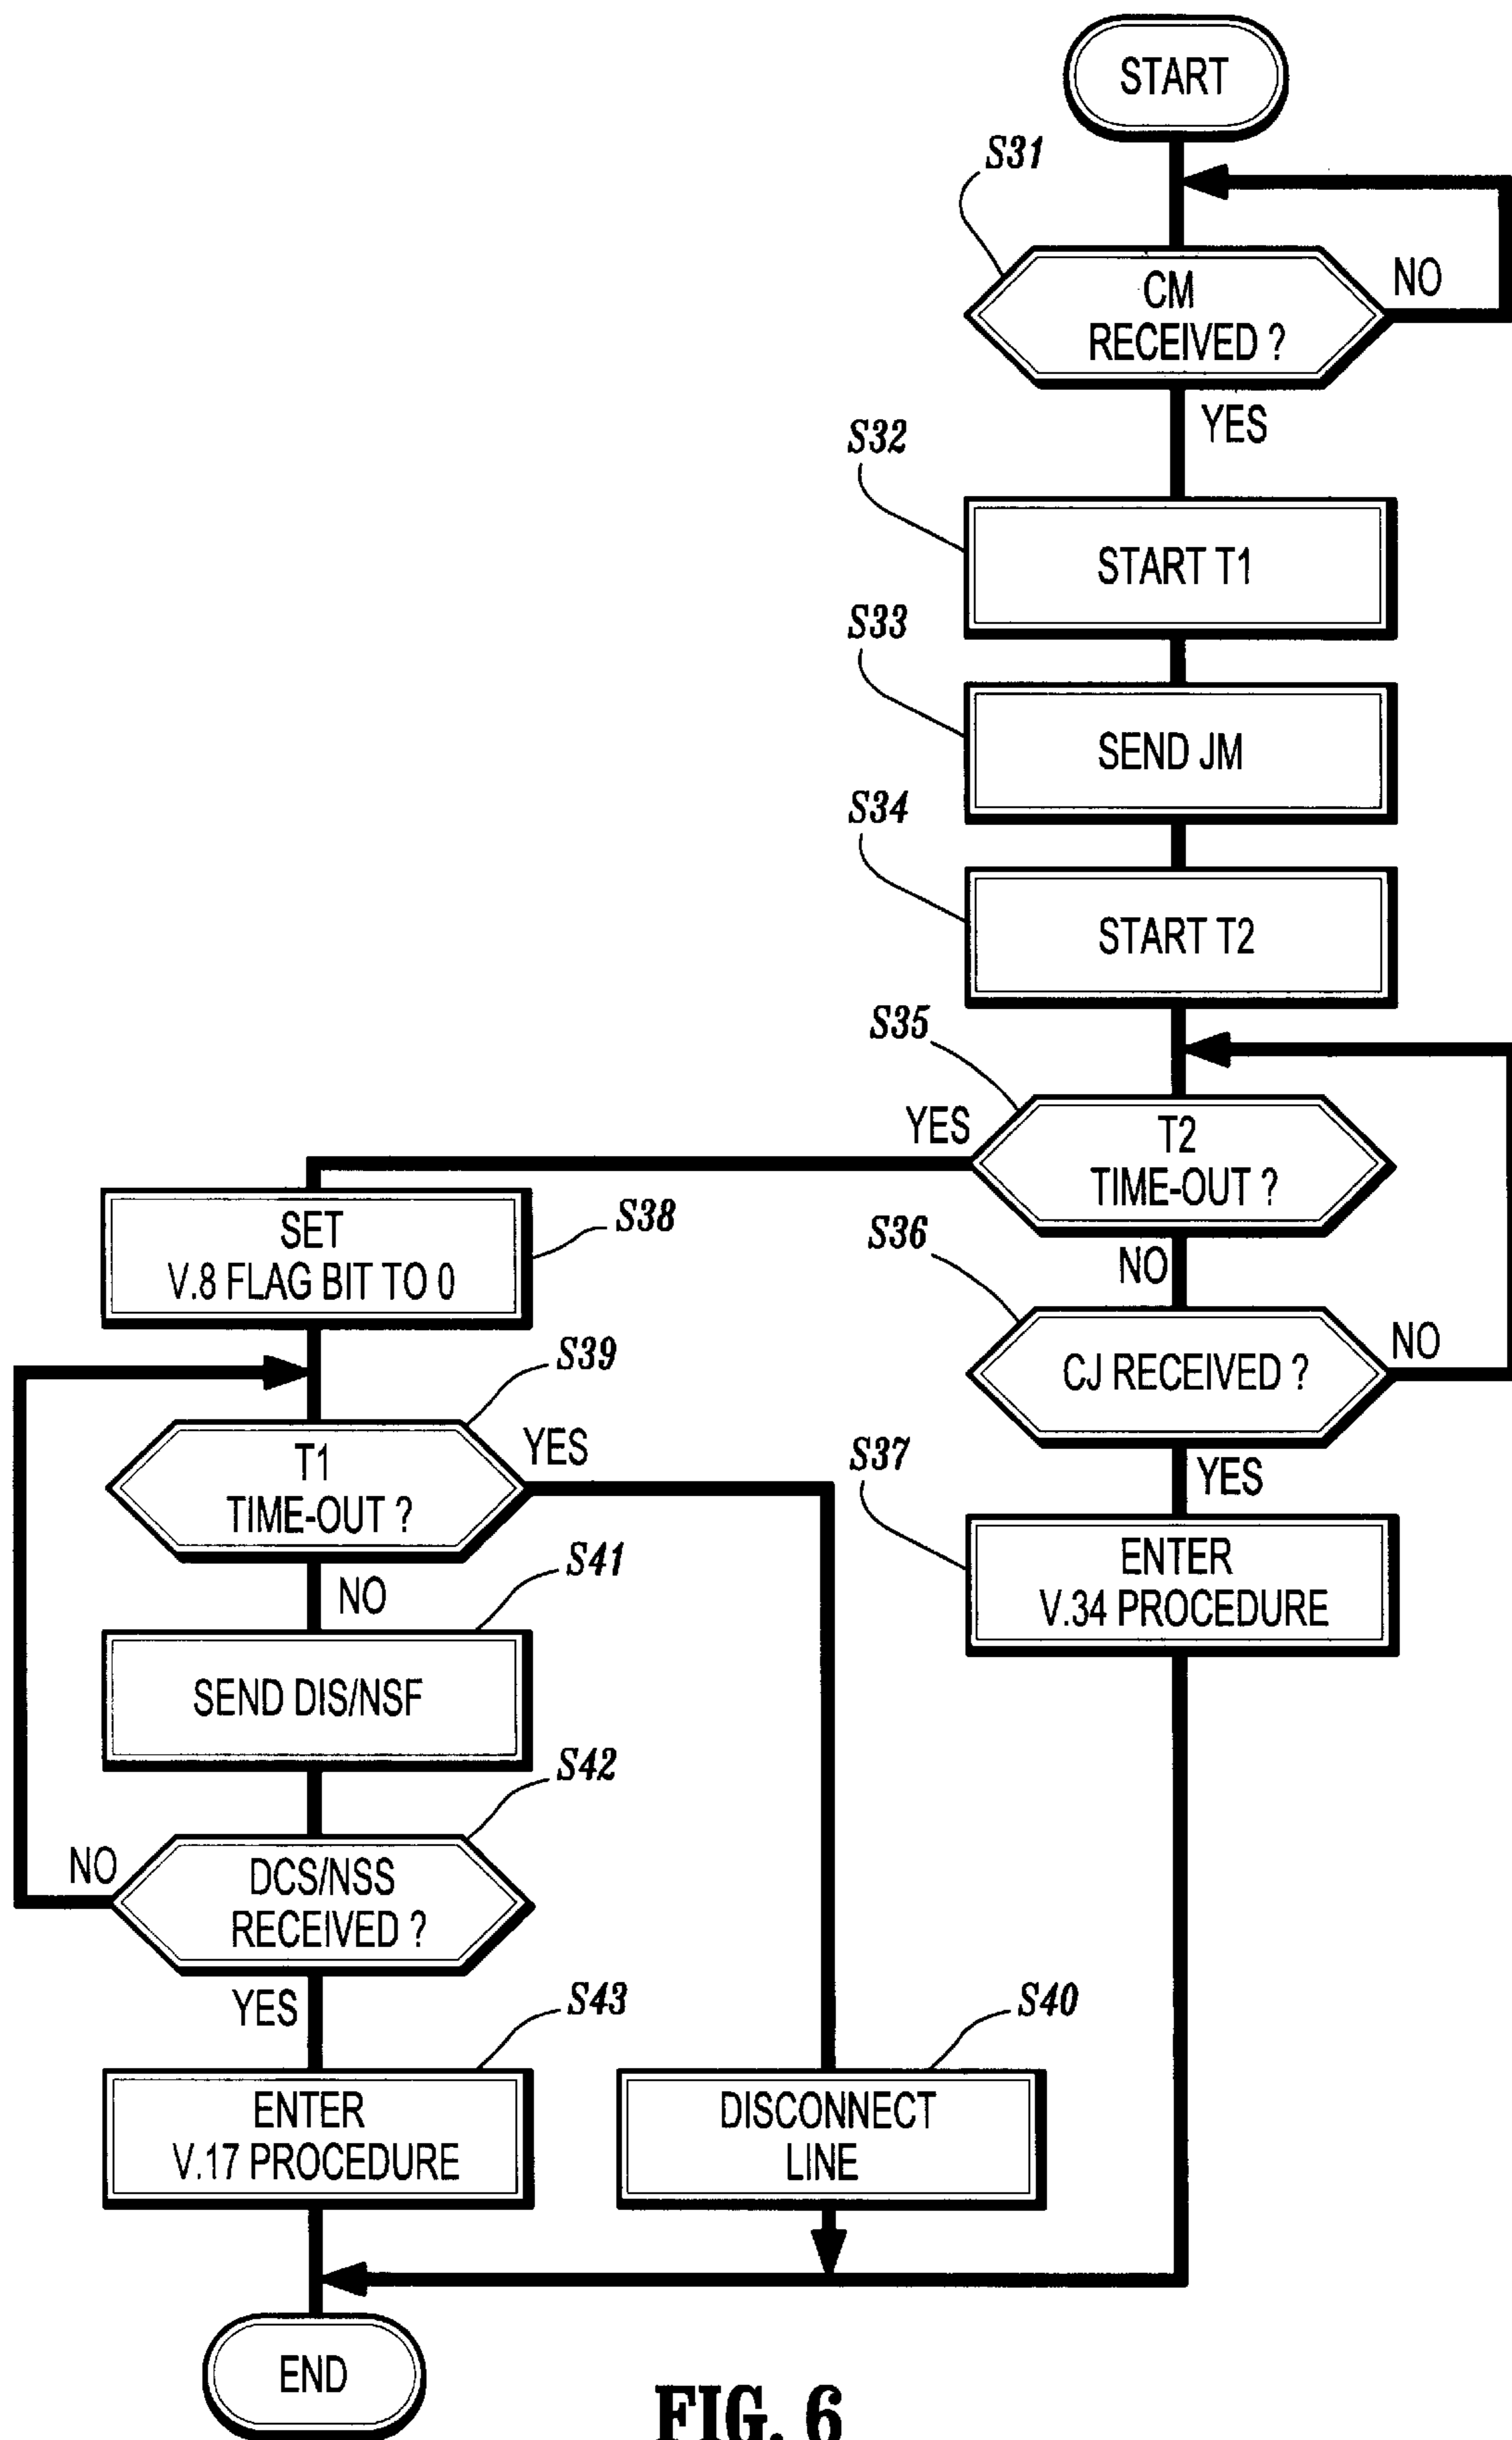 START
S31
CM
RECEIVED ?
NO
YES
S32
START T1
S33
SEND JM
S34
START T2
S35
YES
T2
TIME-OUT ?
SET
V.8 FLAG BIT TO 0
S38
S36
NO
CJ RECEIVED ?
NO
S39
T1
TIME-OUT ?
YES
S37
YES
NO
S41
ENTER
V.34 PROCEDURE
SEND DIS/NSF
S42
NO
DCS/NSS
RECEIVED ?
YES
S43
S40
ENTER
V.17 PROCEDURE
DISCONNECT
LINE
END
FIG. 6